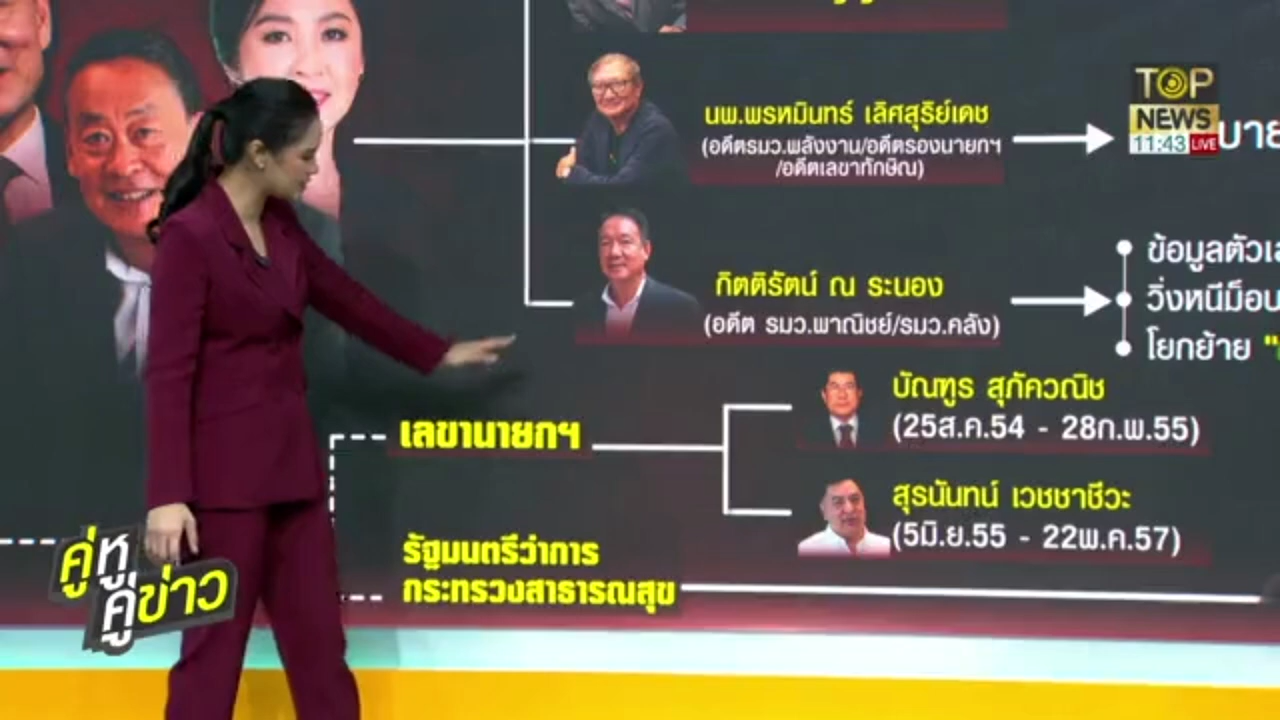 TOP
NEWS
11:43 LIVE
นพ.พรหมินทร์ เลิศสุริย์เดช
(อดีตรมว.พลังงาน/อดีตรองนายกฯ
/อดีตเลขาทักษิณ)
กิตติรัตน์ ณ ระนอง
(อดีต รมว.พาณิชย์/รมว.คลัง)
ข้อมูลตัวเล
วิ่งหนีม็อบ
โยกย้าย
เลขานายกฯ
บัณฑูร สุภัควณิช
(25ส.ค.54 - 28ก.พ.55)
สุรนันทน์ เวชชาชีวะ
(5มิ.ย.55 - 22พ.ค.57)
รัฐมนตรีว่าการ
กระทรวงสาธารณสุข
คู่หู
คู่ข่าว